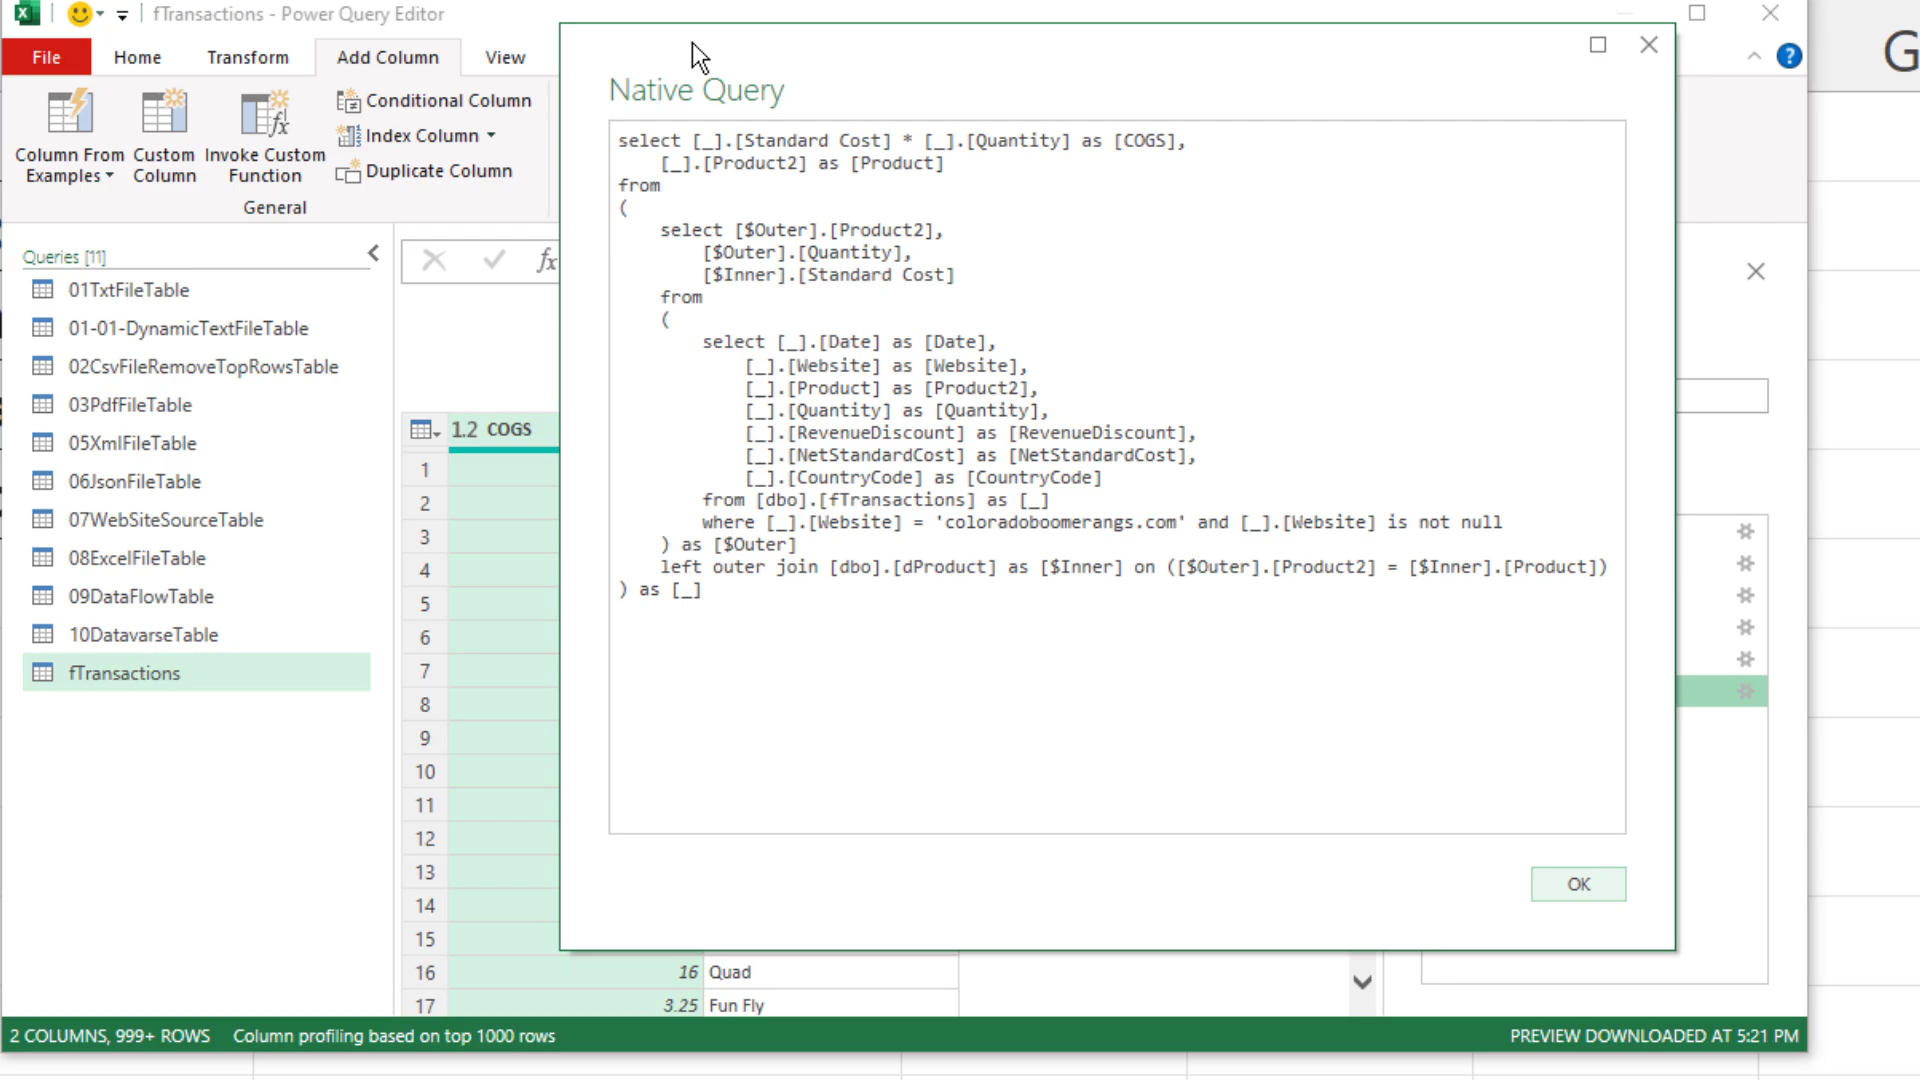 fTransactions - Power Query Editor
File
Home
Transform
Add Column
View
Column From
Examples
Custom
Column
Invoke Custom
Function
Conditional Column
Index Column
Duplicate Column
General
Queries [11]
01TxtFileTable
01-01-DynamicTextFileTable
02CsvFileRemoveTopRowsTable
03PdfFileTable
05XmlFileTable
06JsonFileTable
07WebSiteSourceTable
08ExcelFileTable
09DataFlowTable
10DatavarseTable
fTransactions
fx
1.2 COGS
1
2
3
4
5
6
7
8
9
10
11
12
13
14
15
16 16 Quad
17 3.25 Fun Fly
Native Query
select [_].[Standard Cost] * [_].[Quantity] as [COGS],
[_].[Product2] as [Product]
from
(
select [$Outer].[Product2],
[$Outer].[Quantity],
[$Inner].[Standard Cost]
from
(
select [_].[Date] as [Date],
[_].[Website] as [Website],
[_].[Product] as [Product2],
[_].[Quantity] as [Quantity],
[_].[RevenueDiscount] as [RevenueDiscount],
[_].[NetStandardCost] as [NetStandardCost],
[_].[CountryCode] as [CountryCode]
from [dbo].[fTransactions] as [_]
where [_].[Website] = 'coloradoboomerangs.com' and [_].[Website] is not null
) as [$Outer]
left outer join [dbo].[dProduct] as [$Inner] on ([$Outer].[Product2] = [$Inner].[Product])
) as [_]
OK
G
2 COLUMNS, 999+ ROWS
Column profiling based on top 1000 rows
PREVIEW DOWNLOADED AT 5:21 PM